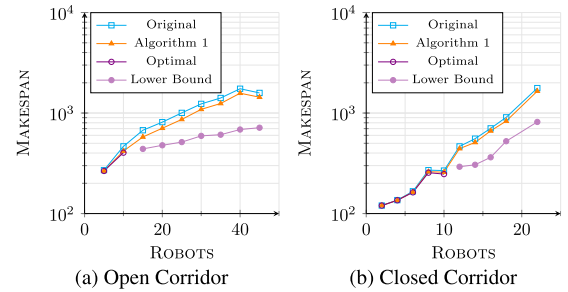 10^4
10^3
10^2
MAKESPAN
Original
Algorithm 1
Optimal
Lower Bound
0
20
40
ROBOTS
(a) Open Corridor
10^4
10^3
10^2
MAKESPAN
Original
Algorithm 1
Optimal
Lower Bound
0
10
20
ROBOTS
(b) Closed Corridor